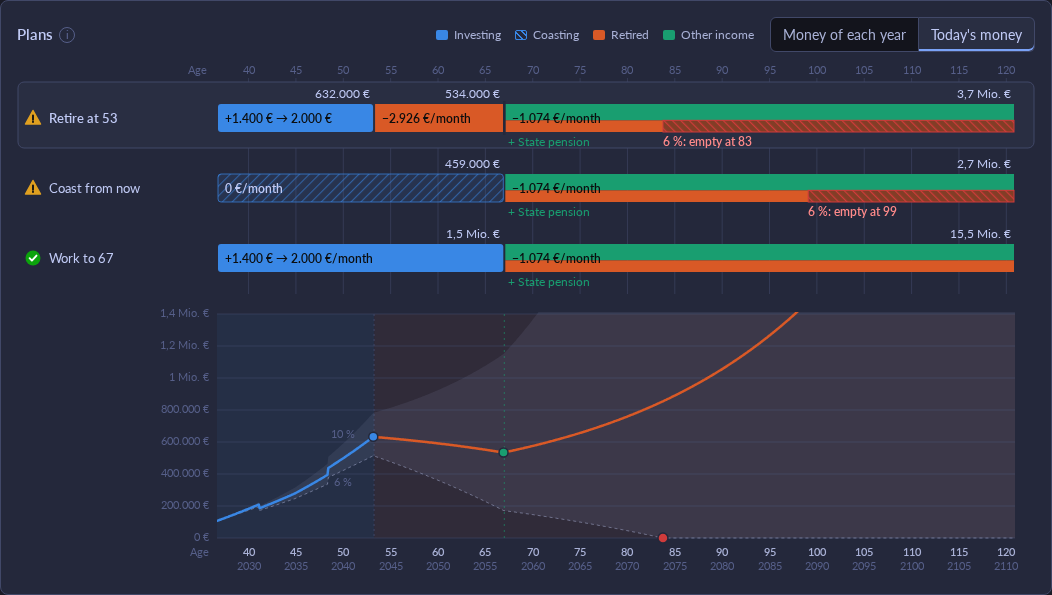 Plans
Investing Coasting Retired Other income
Money of each year Today's money
Age 40 45 50 55 60 65 70 75 80 85 90 95 100 105 110 115 120
632.000 € 534.000 € 3,7 Mio. €
Retire at 53 +1.400 € → 2.000 € −2.926 €/month −1.074 €/month
+ State pension 6 %: empty at 83
459.000 € 2,7 Mio. €
Coast from now 0 €/month −1.074 €/month
+ State pension 6 %: empty at 99
1,5 Mio. € 15,5 Mio. €
Work to 67 +1.400 € → 2.000 €/month −1.074 €/month
+ State pension
1,4 Mio. €
1,2 Mio. €
1 Mio. €
800.000 €
10 %
600.000 €
400.000 €
6 %
200.000 €
0 €
Age 40 45 50 55 60 65 70 75 80 85 90 95 100 105 110 115 120
2030 2035 2040 2045 2050 2055 2060 2065 2070 2075 2080 2085 2090 2095 2100 2105 2110